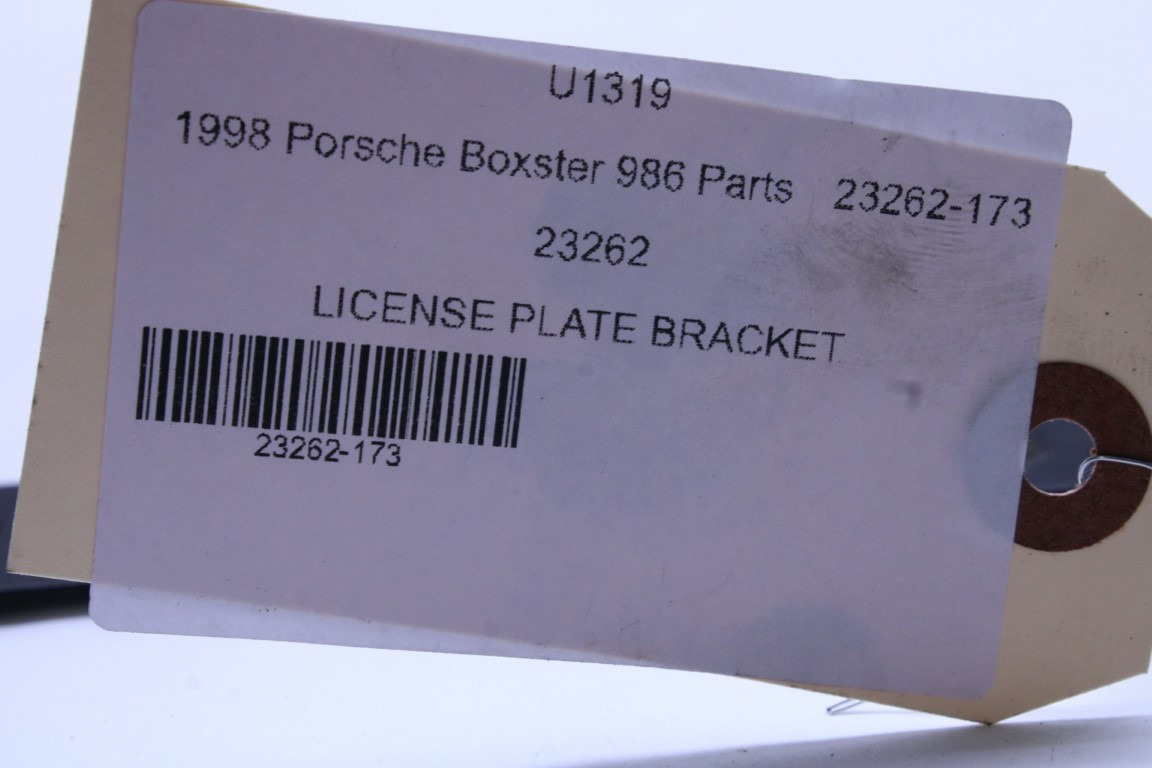 U1319
1998 Porsche Boxster 986 Parts 23262-173
23262
LICENSE PLATE BRACKET
23262-173